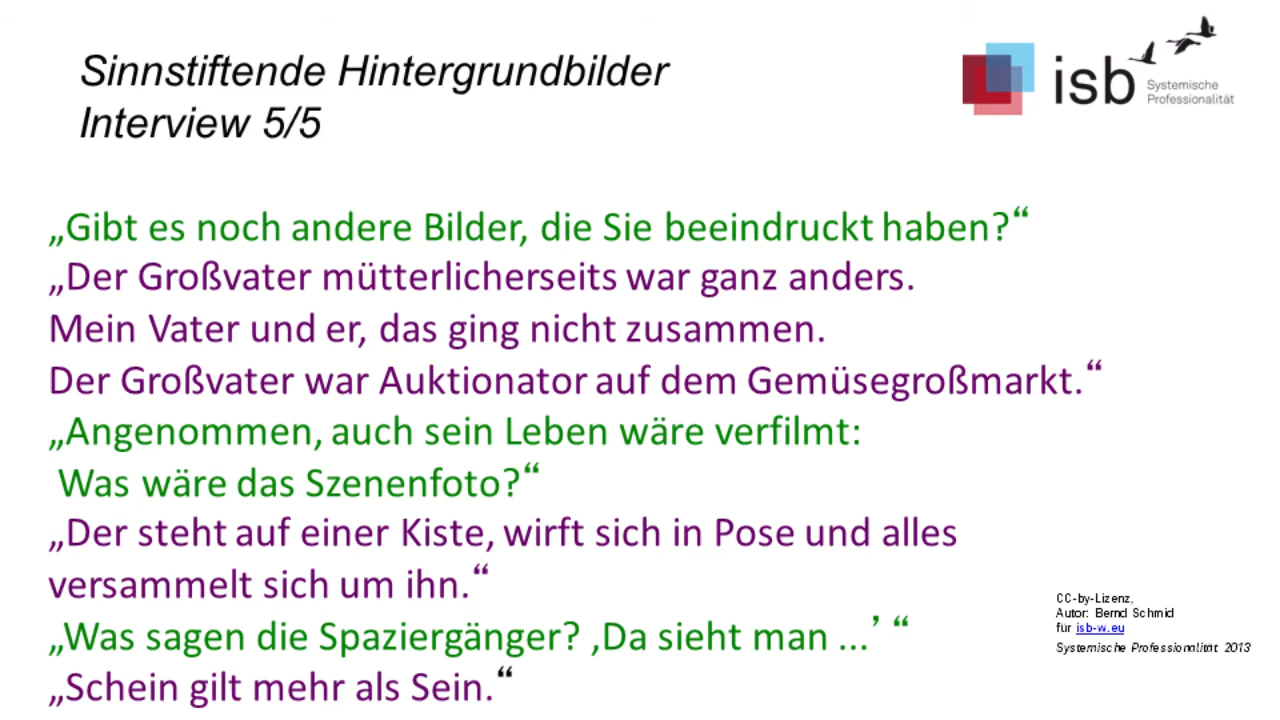 Sinnstiftende Hintergrundbilder
Interview 5/5
isb
Systemische
Professionalität
„Gibt es noch andere Bilder, die Sie beeindruckt haben?“
„Der Großvater mütterlicherseits war ganz anders.
Mein Vater und er, das ging nicht zusammen.
Der Großvater war Auktionator auf dem Gemüsegroßmarkt.“
„Angenommen, auch sein Leben wäre verfilmt:
Was wäre das Szenenfoto?“
„Der steht auf einer Kiste, wirft sich in Pose und alles
versammelt sich um ihn.“
„Was sagen die Spaziergänger? ‚Da sieht man ...’ “
„Schein gilt mehr als Sein.“
CC-by-Lizenz,
Autor: Bernd Schmid
für isb-w.eu
Systemische Professionalität 2013